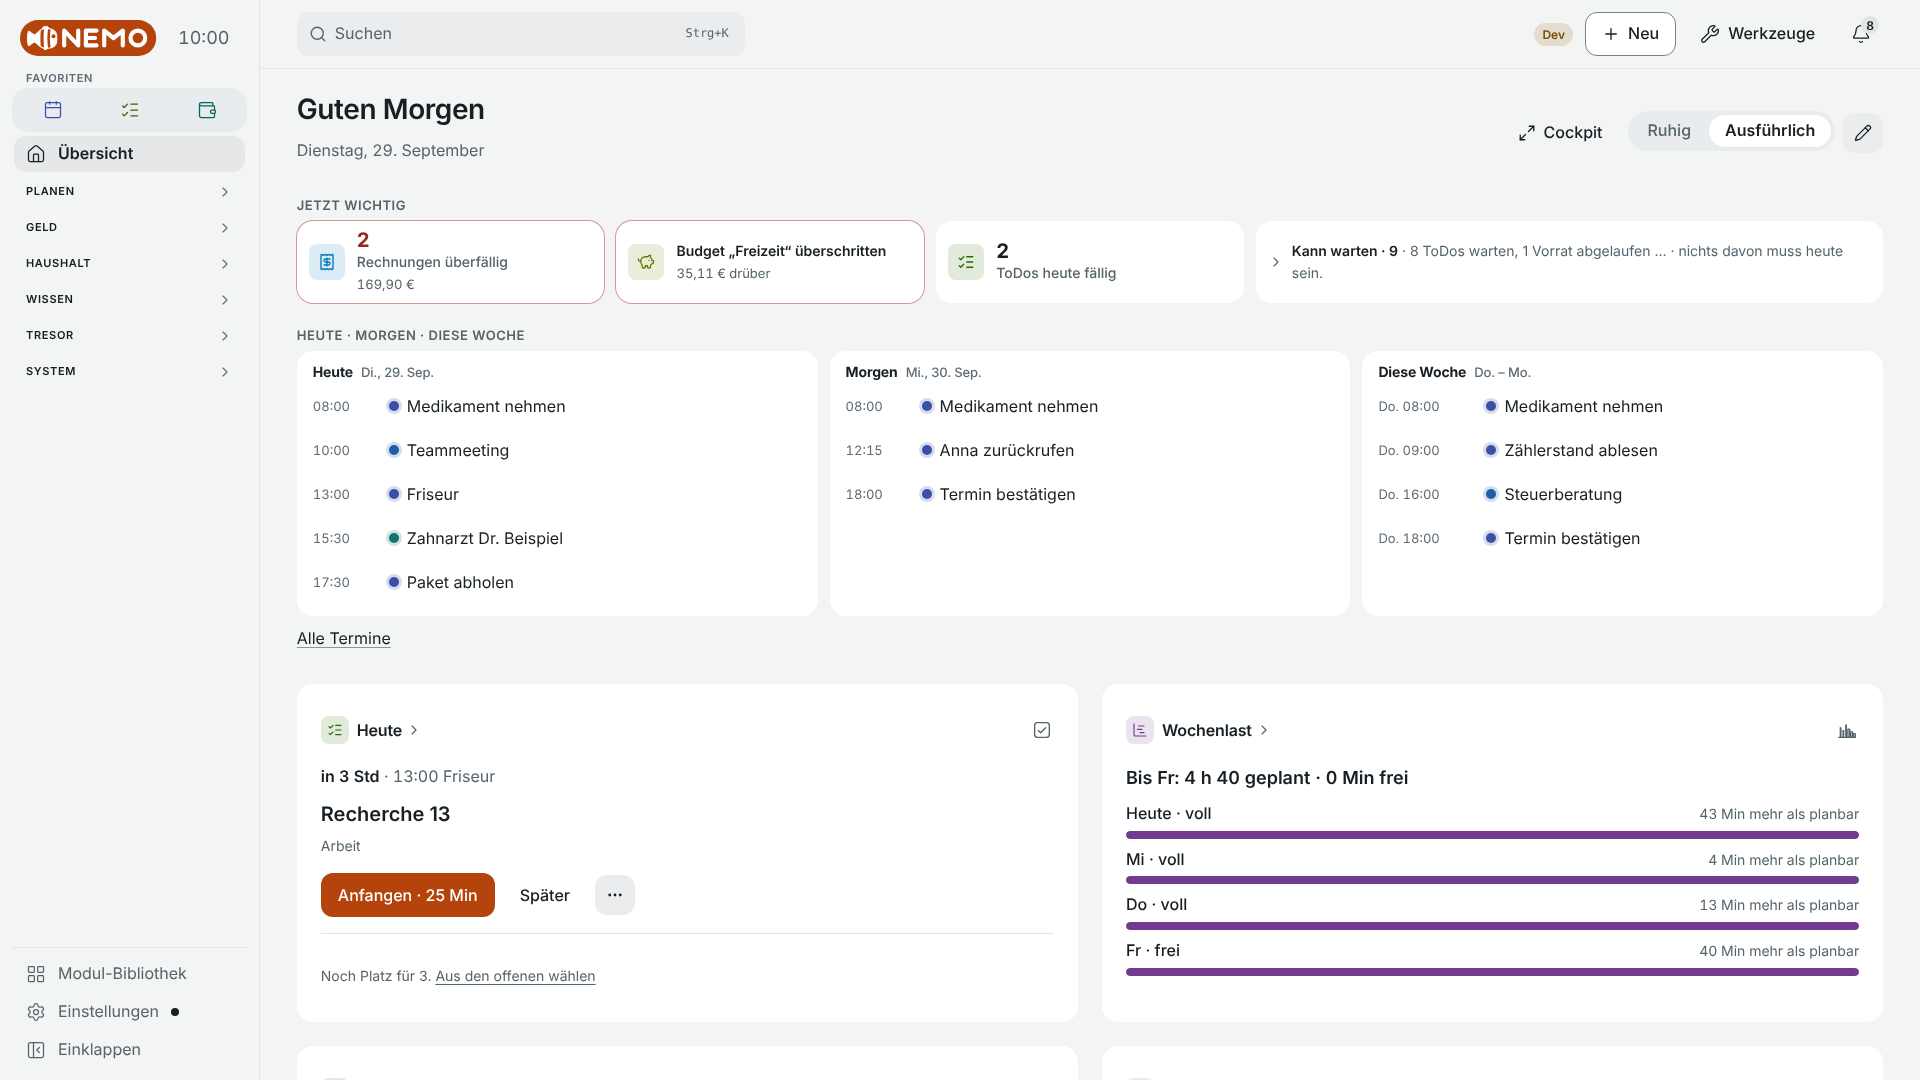 NEMO
10:00
FAVORITEN
Übersicht
PLANEN
GELD
HAUSHALT
WISSEN
TRESOR
SYSTEM
Modul-Bibliothek
Einstellungen
Einklappen
Suchen
Strg+K
Dev
Neu
Werkzeuge
8
Guten Morgen
Dienstag, 29. September
Cockpit
Ruhig
Ausführlich
JETZT WICHTIG
2
Rechnungen überfällig
169,90 €
Budget „Freizeit“ überschritten
35,11 € drüber
2
ToDos heute fällig
Kann warten · 9 · 8 ToDos warten, 1 Vorrat abgelaufen ... · nichts davon muss heute
sein.
HEUTE · MORGEN · DIESE WOCHE
Heute Di., 29. Sep.
08:00 Medikament nehmen
10:00 Teammeeting
13:00 Friseur
15:30 Zahnarzt Dr. Beispiel
17:30 Paket abholen
Morgen Mi., 30. Sep.
08:00 Medikament nehmen
12:15 Anna zurückrufen
18:00 Termin bestätigen
Diese Woche Do. – Mo.
Do. 08:00 Medikament nehmen
Do. 09:00 Zählerstand ablesen
Do. 16:00 Steuerberatung
Do. 18:00 Termin bestätigen
Alle Termine
Heute
in 3 Std · 13:00 Friseur
Recherche 13
Arbeit
Anfangen · 25 Min
Später
Noch Platz für 3. Aus den offenen wählen
Wochenlast
Bis Fr: 4 h 40 geplant · 0 Min frei
Heute · voll 43 Min mehr als planbar
Mi · voll 4 Min mehr als planbar
Do · voll 13 Min mehr als planbar
Fr · frei 40 Min mehr als planbar